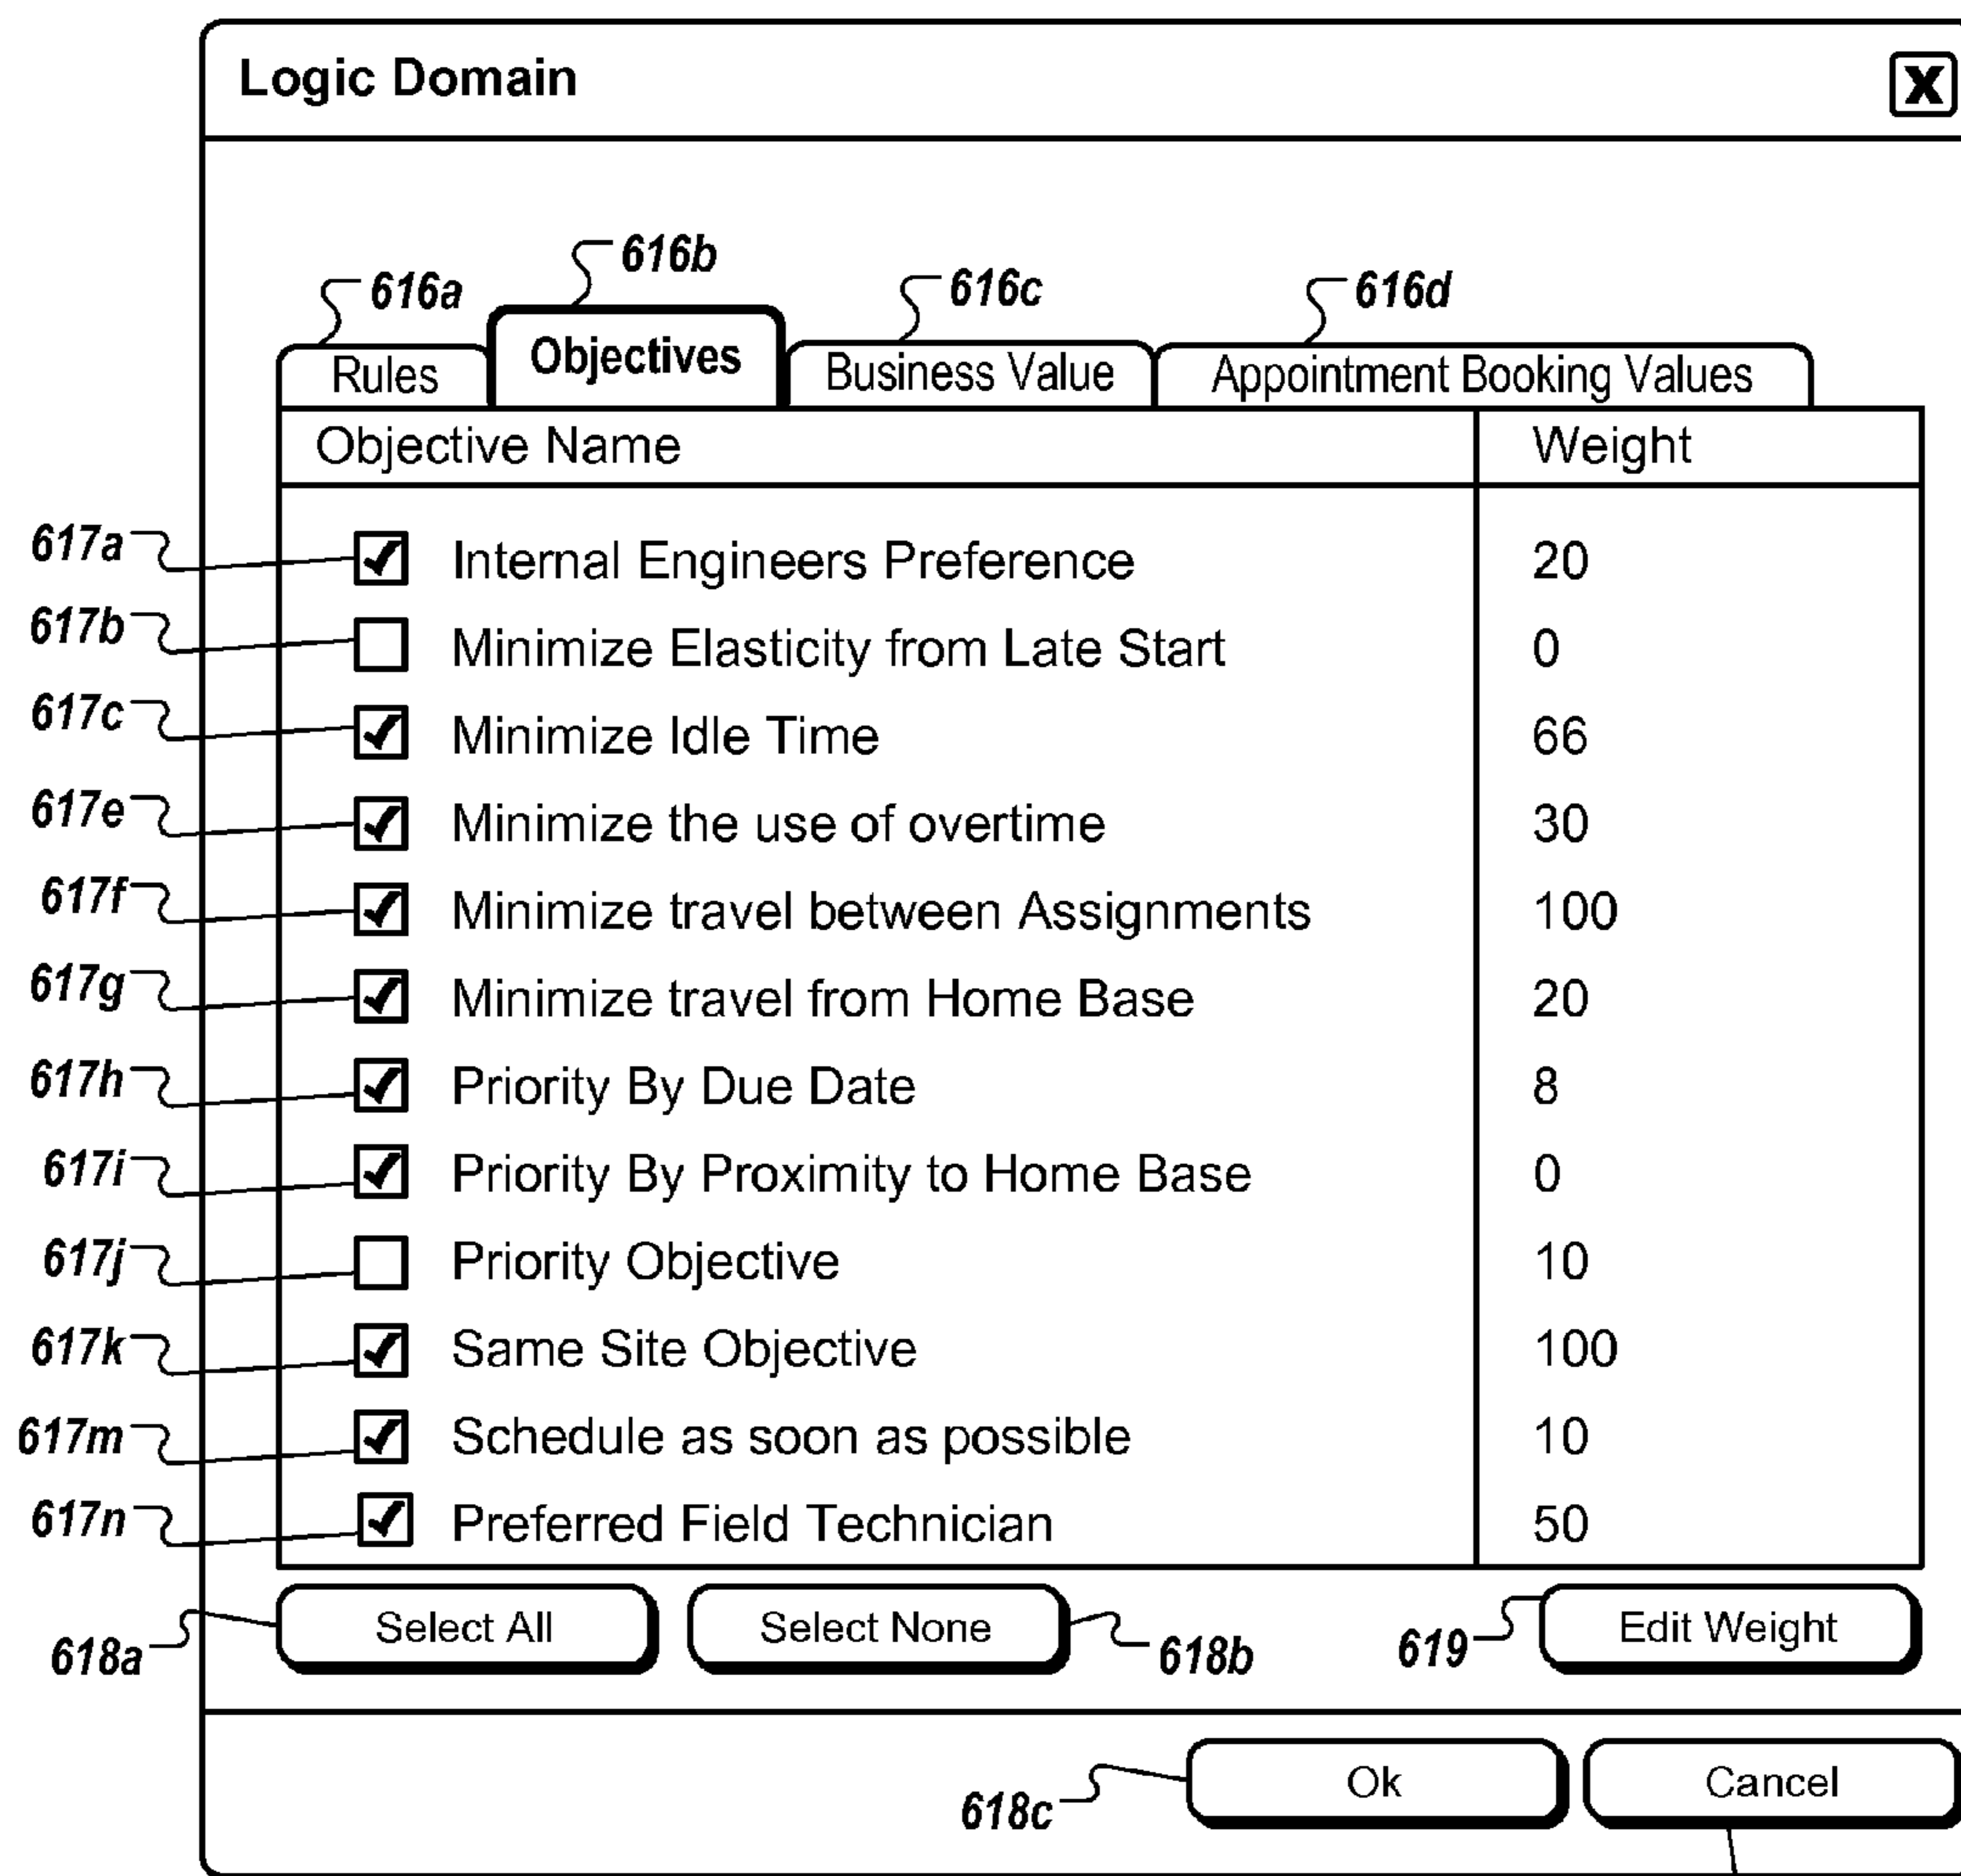 Logic Domain X
616a 616b 616c 616d
Rules Objectives Business Value Appointment Booking Values
Objective Name Weight
617a Internal Engineers Preference 20
617b Minimize Elasticity from Late Start 0
617c Minimize Idle Time 66
617e Minimize the use of overtime 30
617f Minimize travel between Assignments 100
617g Minimize travel from Home Base 20
617h Priority By Due Date 8
617i Priority By Proximity to Home Base 0
617j Priority Objective 10
617k Same Site Objective 100
617m Schedule as soon as possible 10
617n Preferred Field Technician 50
618a Select All Select None 618b 619 Edit Weight
618c Ok Cancel